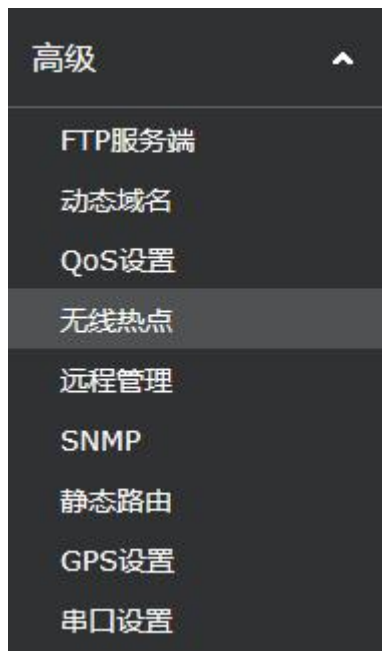 高级
FTP服务端
动态域名
QoS设置
无线热点
远程管理
SNMP
静态路由
GPS设置
串口设置